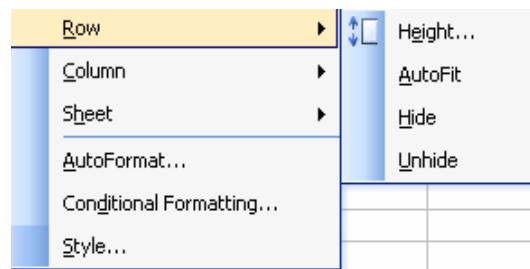 Row
Column
Sheet
AutoFormat...
Conditional Formatting...
Style...
Height...
AutoFit
Hide
Unhide